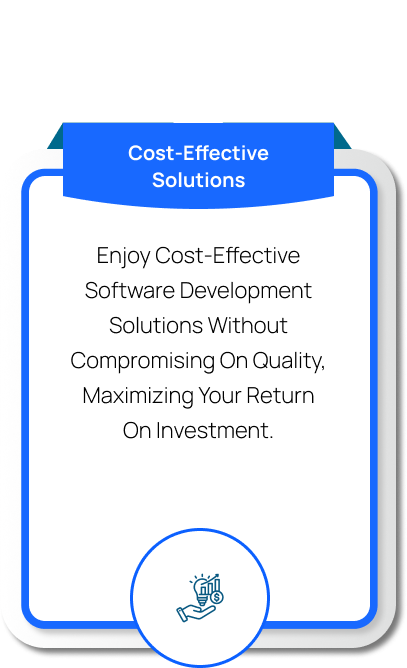 Cost-Effective
Solutions
Enjoy Cost-Effective
Software Development
Solutions Without
Compromising On Quality,
Maximizing Your Return
On Investment.
$